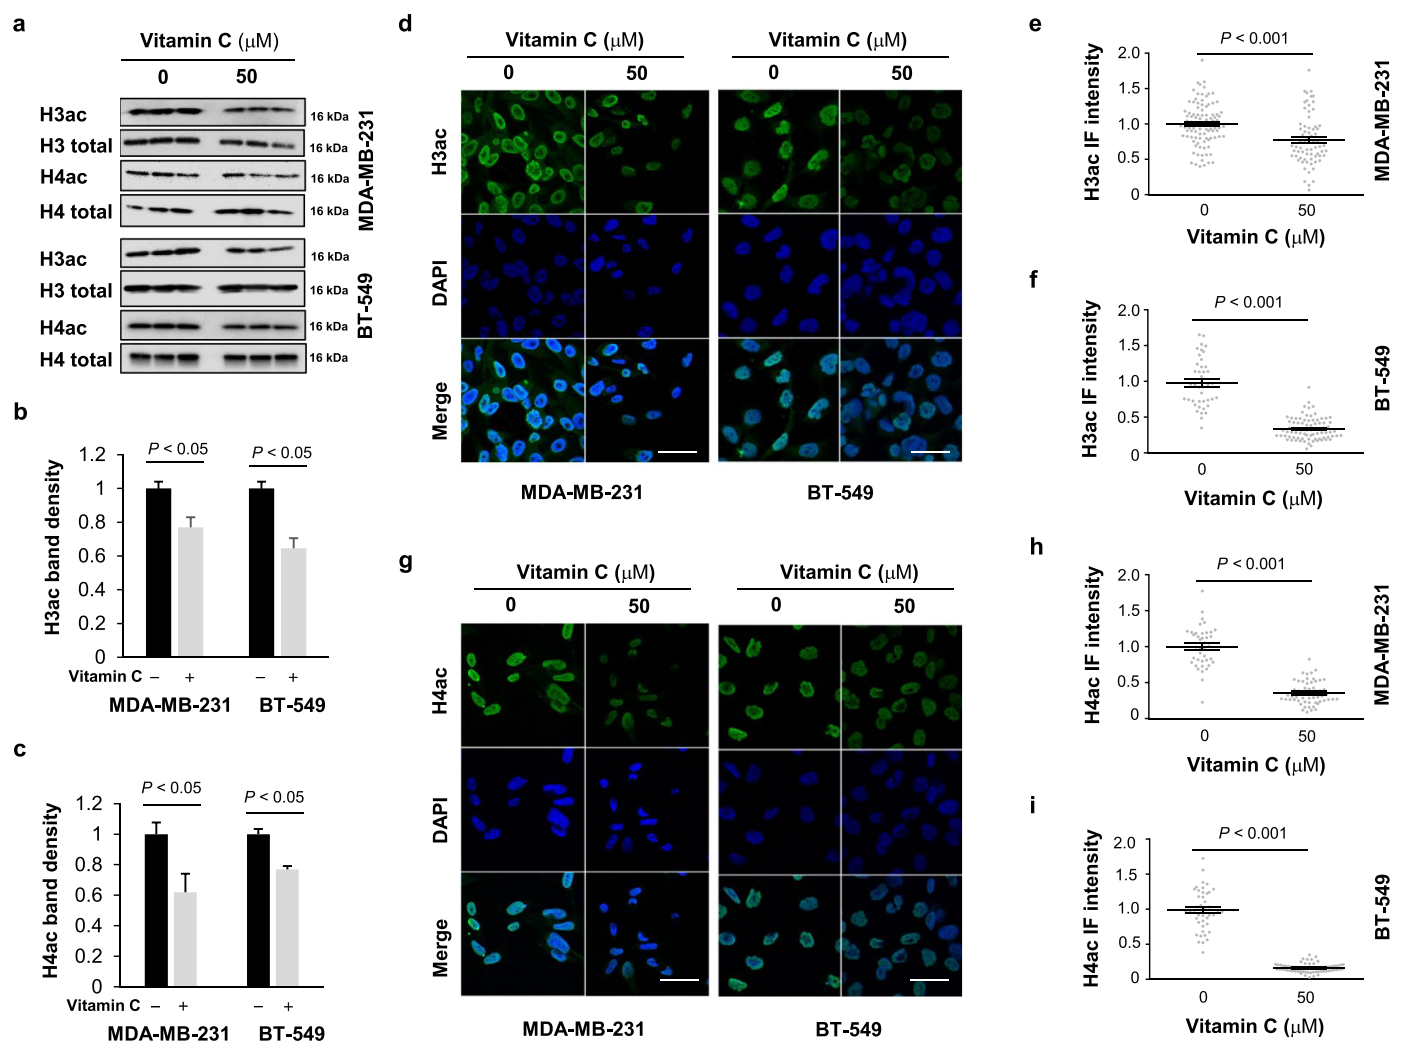 a
Vitamin C (μM)
0 50
H3ac 16 kDa
H3 total 16 kDa
H4ac 16 kDa
H4 total 16 kDa
MDA-MB-231
H3ac 16 kDa
H3 total 16 kDa
H4ac 16 kDa
H4 total 16 kDa
BT-549
b
H3ac band density
1.2
1
0.8
0.6
0.4
0.2
0
P < 0.05 P < 0.05
Vitamin C – + – +
MDA-MB-231 BT-549
c
H4ac band density
1.2
1
0.8
0.6
0.4
0.2
0
P < 0.05 P < 0.05
Vitamin C – + – +
MDA-MB-231 BT-549
d
Vitamin C (μM) Vitamin C (μM)
0 50 0 50
H3ac
DAPI
Merge
MDA-MB-231 BT-549
g
Vitamin C (μM) Vitamin C (μM)
0 50 0 50
H4ac
DAPI
Merge
MDA-MB-231 BT-549
e
P < 0.001
H3ac IF intensity
2.0
1.5
1.0
0.5
0
0 50
Vitamin C (μM)
MDA-MB-231
f
P < 0.001
H3ac IF intensity
2.0
1.5
1.0
0.5
0
0 50
Vitamin C (μM)
BT-549
h
P < 0.001
H4ac IF intensity
2.0
1.5
1.0
0.5
0
0 50
Vitamin C (μM)
MDA-MB-231
i
P < 0.001
H4ac IF intensity
2.0
1.5
1.0
0.5
0
0 50
Vitamin C (μM)
BT-549